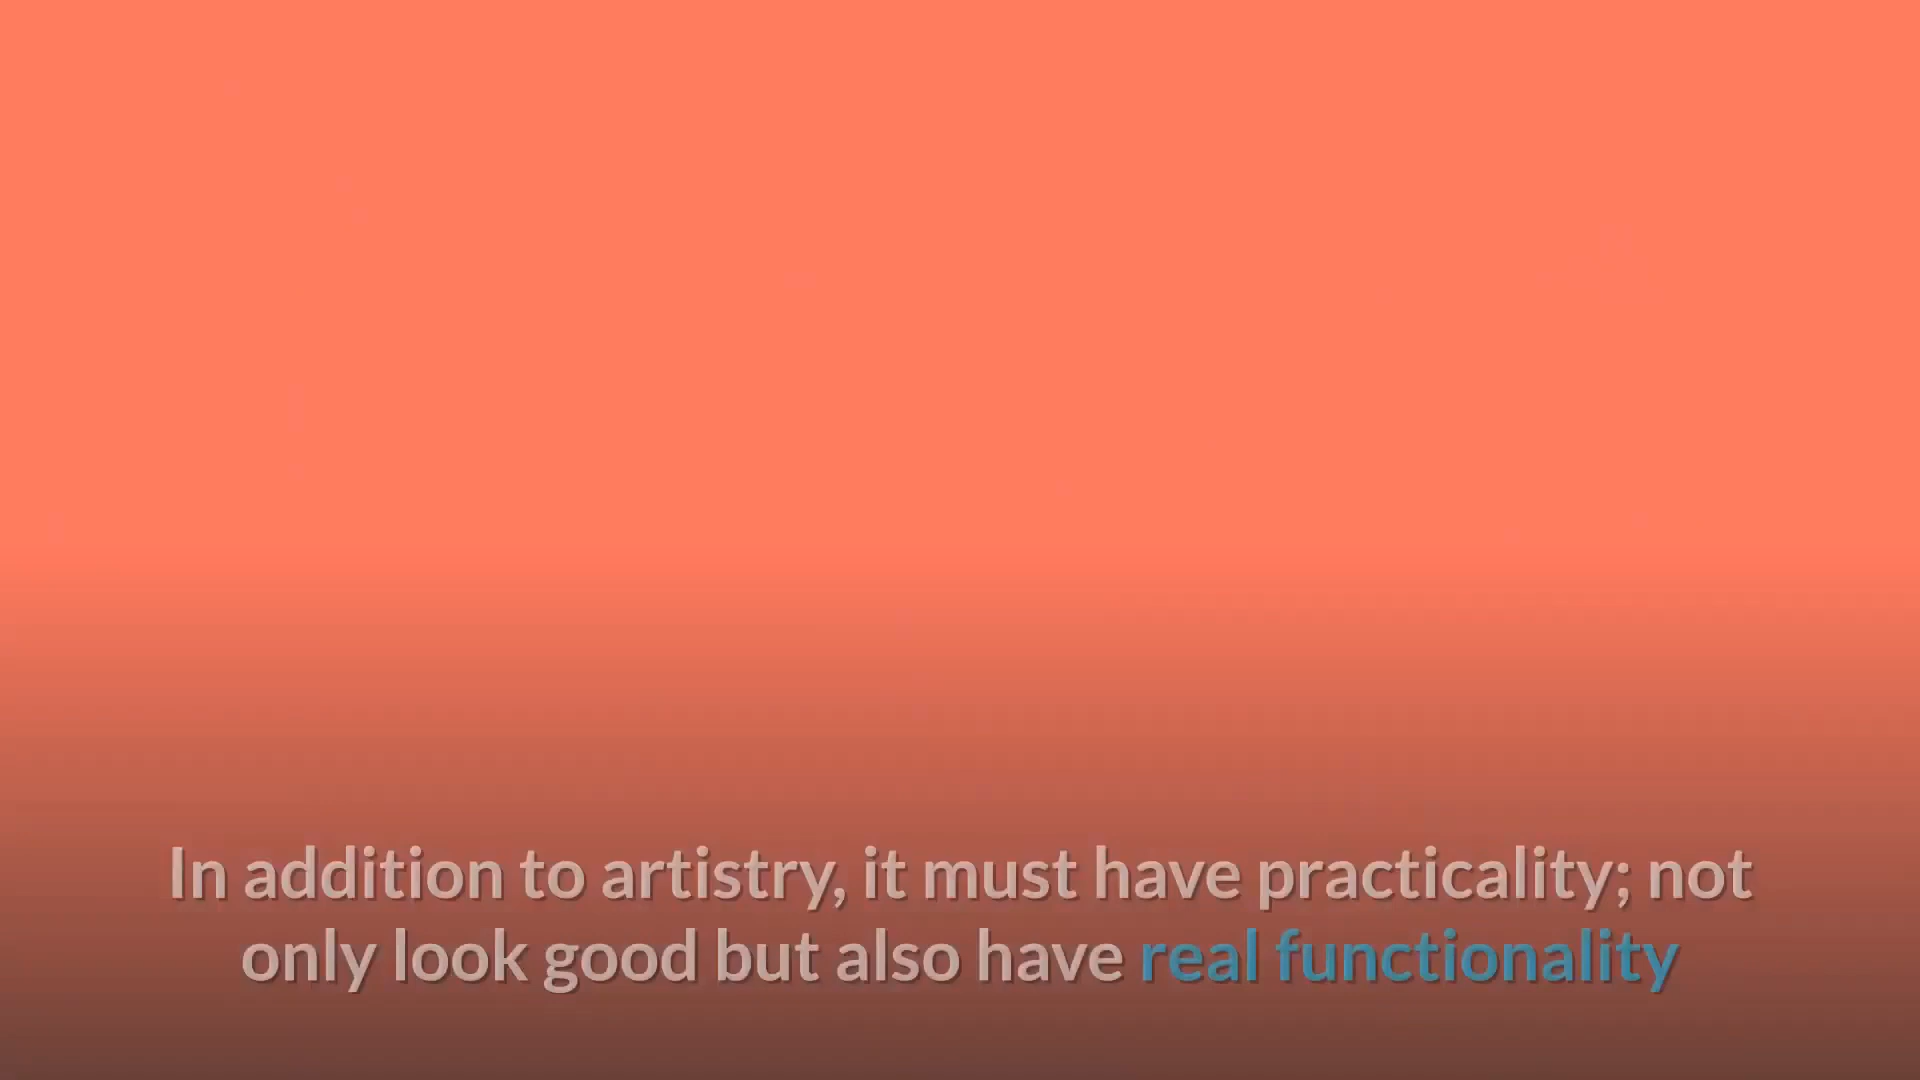 In addition to artistry, it must have practicality; not
only look good but also have real functionality